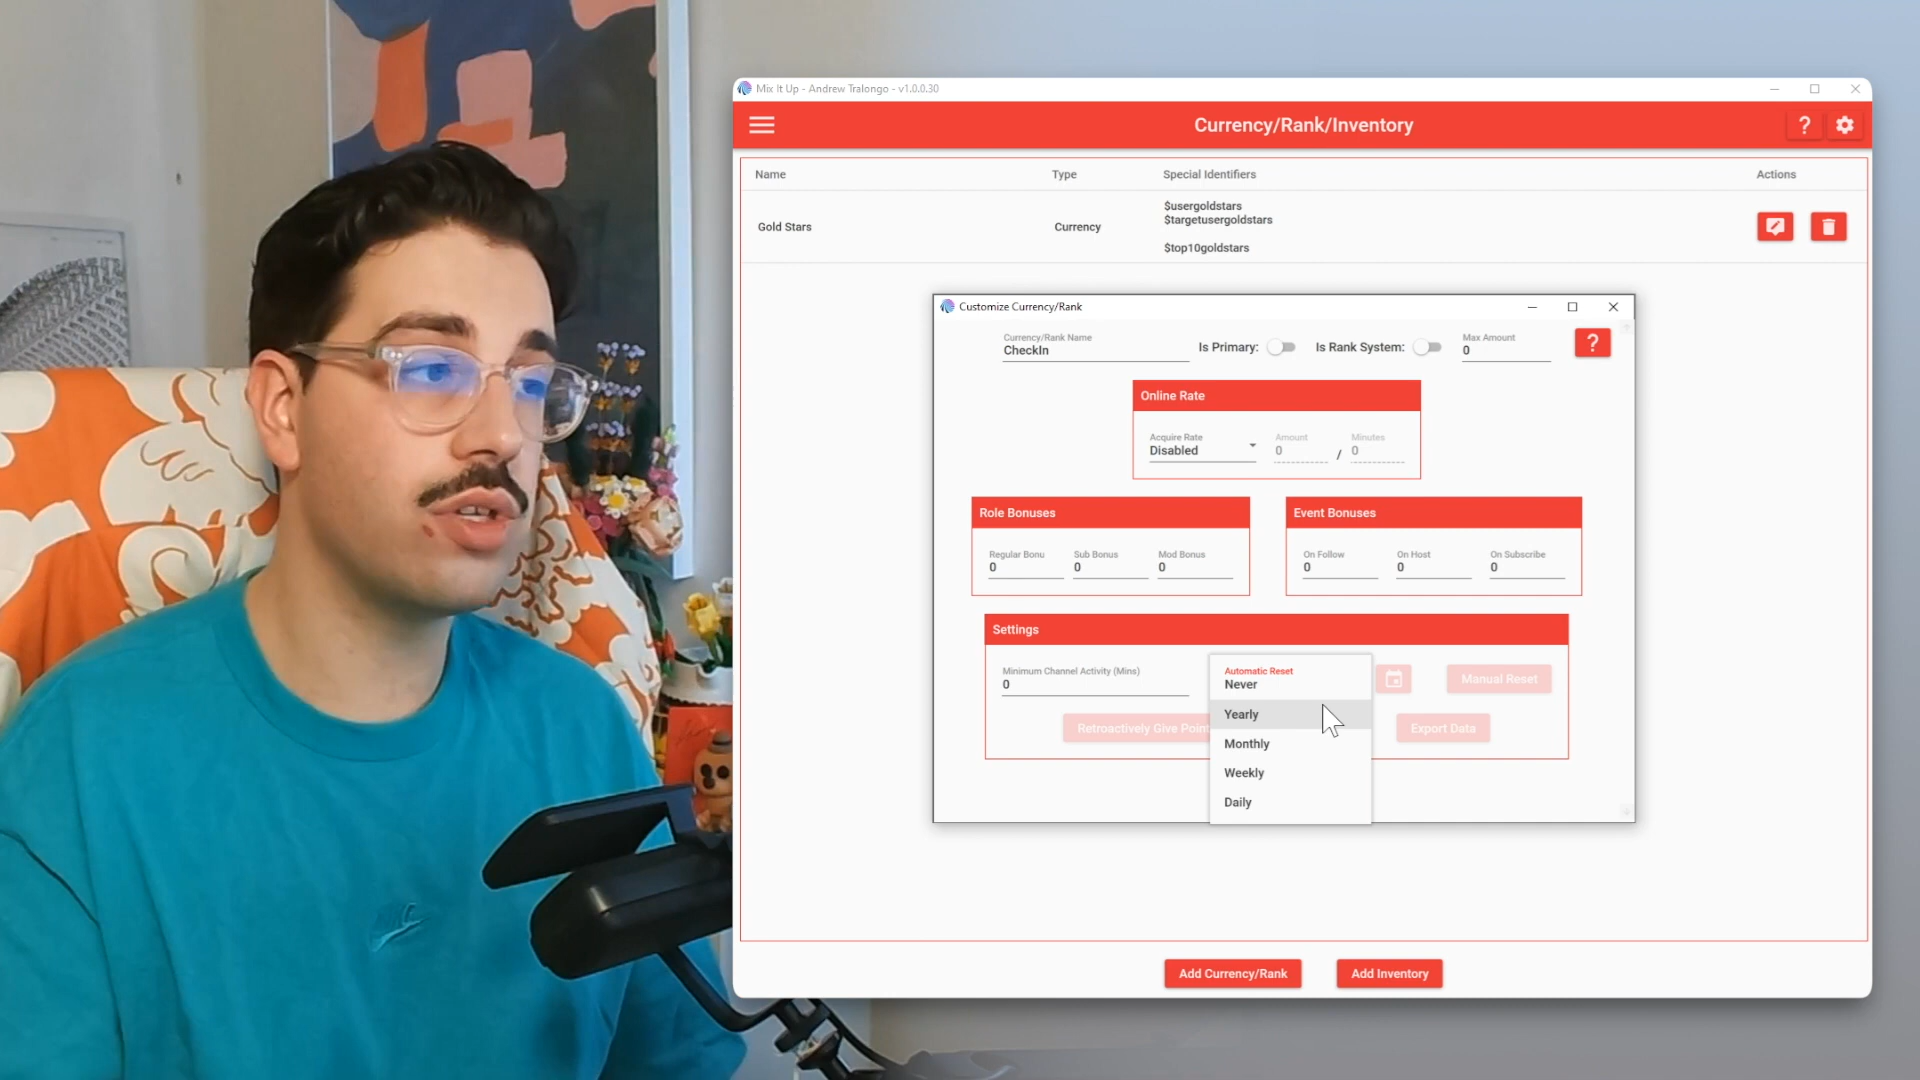 Mix It Up - Andrew Tralongo - v1.0.0.30
Currency/Rank/Inventory
?
Name Type Special Identifiers Actions
Gold Stars Currency
$usergoldstars
$targetusergoldstars
$top10goldstars
Customize Currency/Rank
Currency/Rank Name
CheckIn
Is Primary:
Is Rank System:
Max Amount
0
?
Online Rate
Acquire Rate Amount Minutes
Disabled 0 / 0
Role Bonuses
Regular Bonu Sub Bonus Mod Bonus
0 0 0
Event Bonuses
On Follow On Host On Subscribe
0 0 0
Settings
Minimum Channel Activity (Mins)
0
Automatic Reset
Never
Yearly
Monthly
Weekly
Daily
Manual Reset
Retroactively Give Point
Export Data
Add Currency/Rank Add Inventory